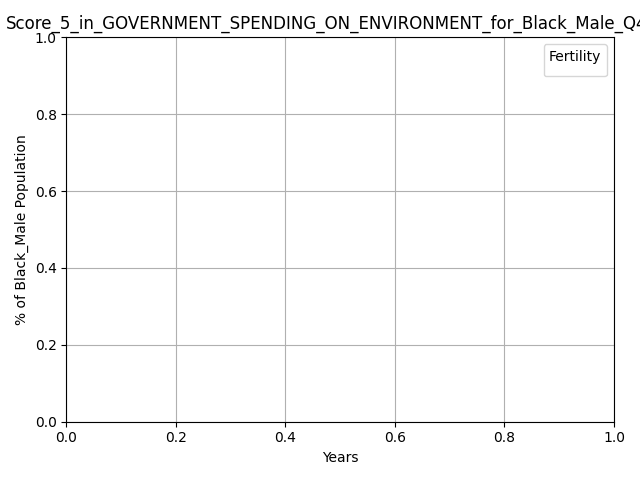 Score_5_in_GOVERNMENT_SPENDING_ON_ENVIRONMENT_for_Black_Male_Q4
Fertility
% of Black_Male Population
1.0
0.8
0.6
0.4
0.2
0.0
0.0 0.2 0.4 0.6 0.8 1.0
Years